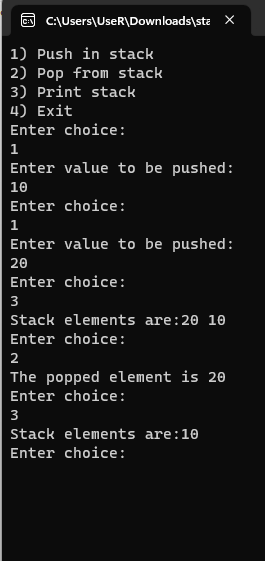 C:\Users\UseR\Downloads\sta
1) Push in stack
2) Pop from stack
3) Print stack
4) Exit
Enter choice:
1
Enter value to be pushed:
10
Enter choice:
1
Enter value to be pushed:
20
Enter choice:
3
Stack elements are:20 10
Enter choice:
2
The popped element is 20
Enter choice:
3
Stack elements are:10
Enter choice: